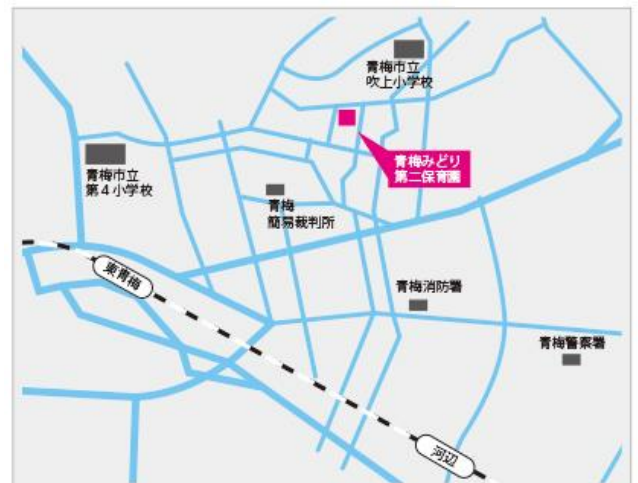 青梅市立
吹上小学校
青梅みどり
第二保育園
青梅市立
第４小学校
青梅
簡易裁判所
東青梅
青梅消防署
青梅警察署
河辺